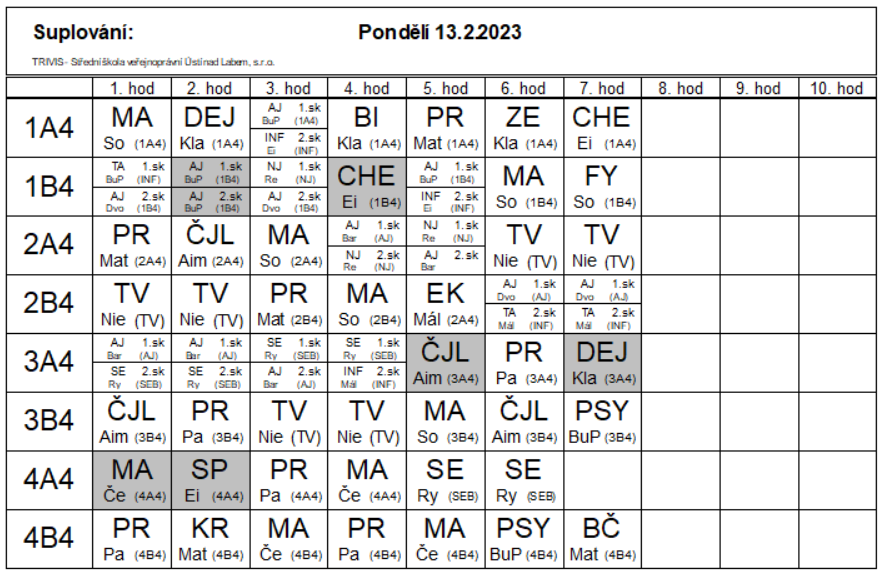 Suplování: Pondělí 13.2.2023
TRIVIS - Střední škola veřejnoprávní Ústí nad Labem, s.r.o.
1. hod 2. hod 3. hod 4. hod 5. hod 6. hod 7. hod 8. hod 9. hod 10. hod
1A4 MA DEJ AJ 1.sk BI PR ZE CHE
BuP (1A4)
INF 2.sk
So (1A4) Kla (1A4) Ei (INF) Kla (1A4) Mat (1A4) Kla (1A4) Ei (1A4)
1B4 TA 1.sk AJ 1.sk NJ 1.sk CHE AJ 1.sk MA FY
BuP (INF) BuP (1B4) Re (NJ) BuP (1B4)
AJ 2.sk AJ 2.sk AJ 2.sk INF 2.sk
Dvo (1B4) BuP (1B4) Dvo (1B4) Ei (1B4) Ei (INF) So (1B4) So (1B4)
2A4 PR ČJL MA AJ 1.sk NJ 1.sk TV TV
Bar (AJ) Re (NJ)
NJ 2.sk AJ 2.sk
Mat (2A4) Aim (2A4) So (2A4) Re (NJ) Bar Nie (TV) Nie (TV)
2B4 TV TV PR MA EK AJ 1.sk AJ 1.sk
Dvo (AJ) Dvo (AJ)
TA 2.sk TA 2.sk
Nie (TV) Nie (TV) Mat (2B4) So (2B4) Mál (2A4) Mál (INF) Mál (INF)
3A4 AJ 1.sk AJ 1.sk SE 1.sk SE 1.sk ČJL PR DEJ
Bar (AJ) Bar (AJ) Ry (SEB) Ry (SEB)
SE 2.sk SE 2.sk AJ 2.sk INF 2.sk
Ry (SEB) Ry (SEB) Bar (AJ) Mál (INF) Aim (3A4) Pa (3A4) Kla (3A4)
3B4 ČJL PR TV TV MA ČJL PSY
Aim (3B4) Pa (3B4) Nie (TV) Nie (TV) So (3B4) Aim (3B4) BuP (3B4)
4A4 MA SP PR MA SE SE
Če (4A4) Ei (4A4) Pa (4A4) Če (4A4) Ry (SEB) Ry (SEB)
4B4 PR KR MA PR MA PSY BČ
Pa (4B4) Mat (4B4) Če (4B4) Pa (4B4) Če (4B4) BuP (4B4) Mat (4B4)